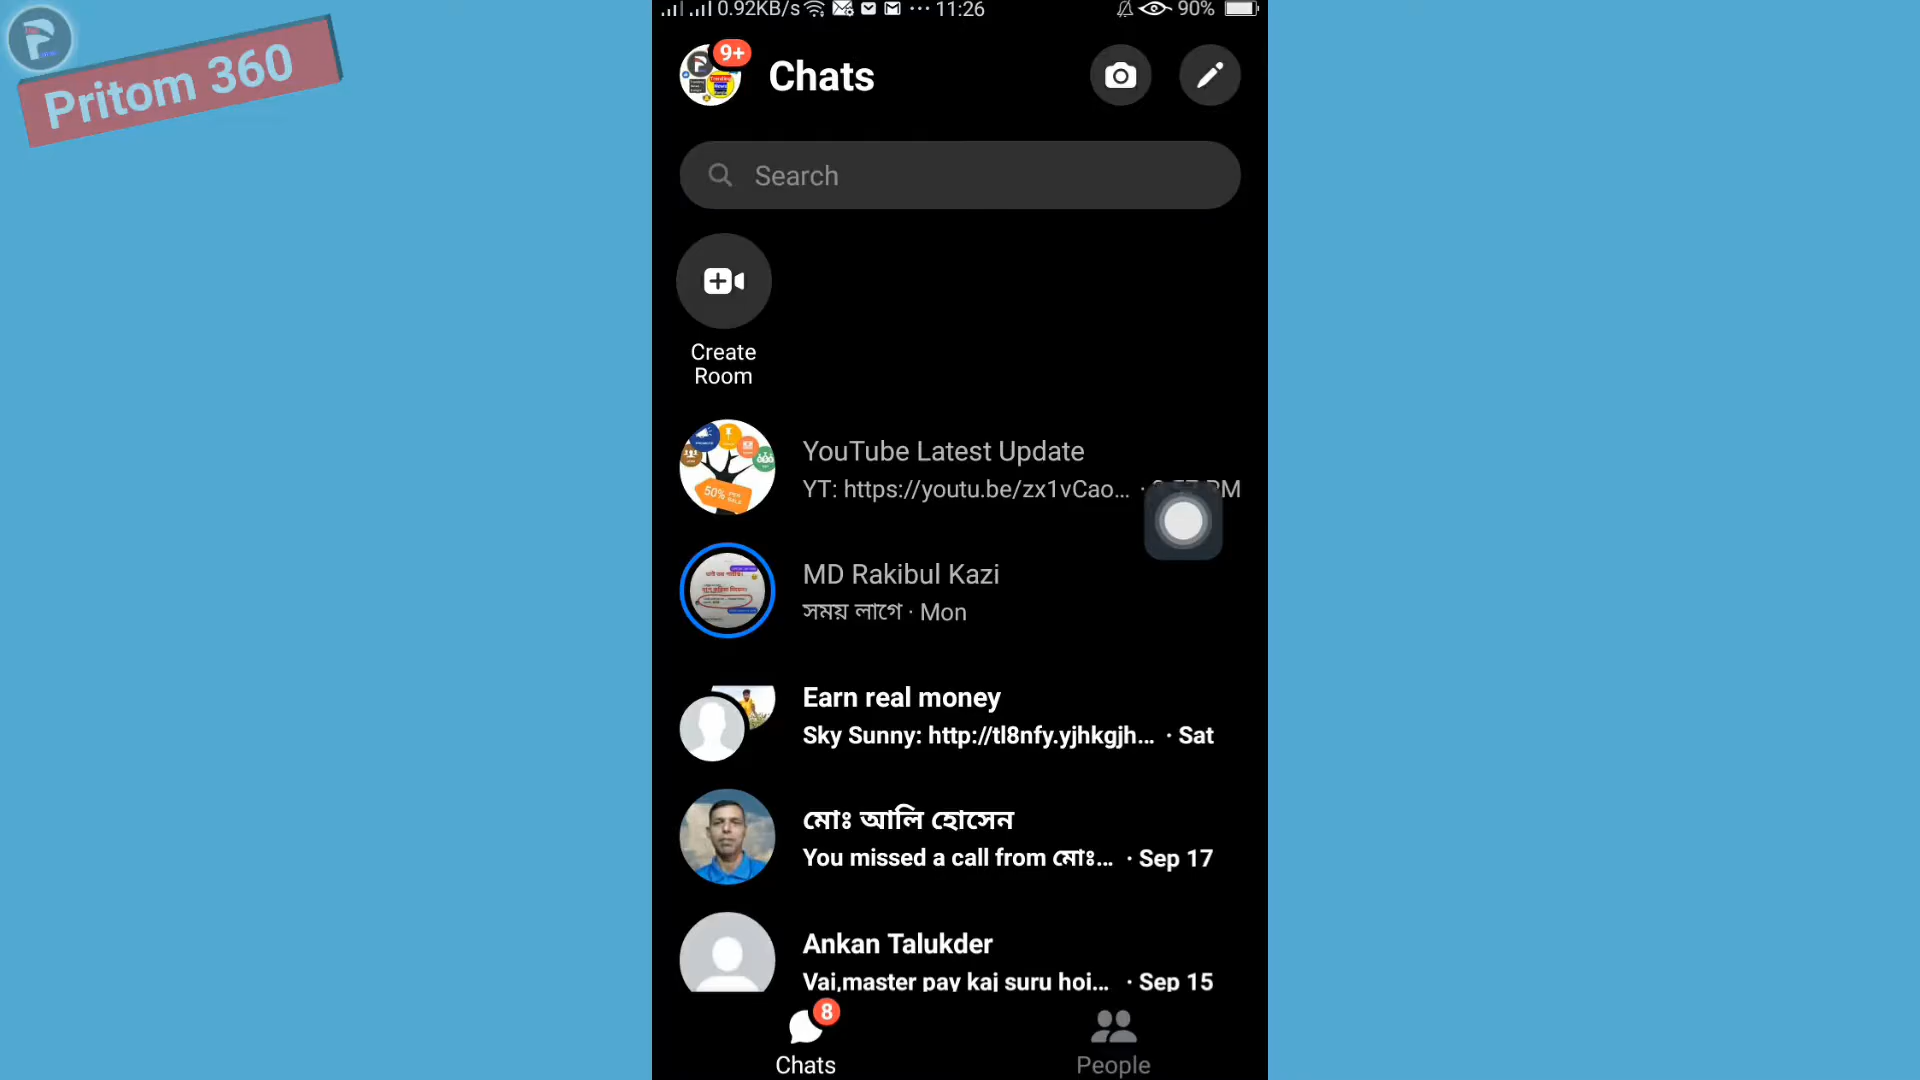 Pritom 360
0.92KB/s ··· 11:26 90%
9+
Chats
Search
Create
Room
YouTube Latest Update
YT: https://youtu.be/zx1vCao... · PM
50%
MD Rakibul Kazi
সময় লাগে · Mon
Earn real money
Sky Sunny: http://tl8nfy.yjhkgjh... · Sat
মোঃ আলি হোসেন
You missed a call from মোঃ... · Sep 17
Ankan Talukder
Vai,master pay kaj suru hoi... · Sep 15
8
Chats
People